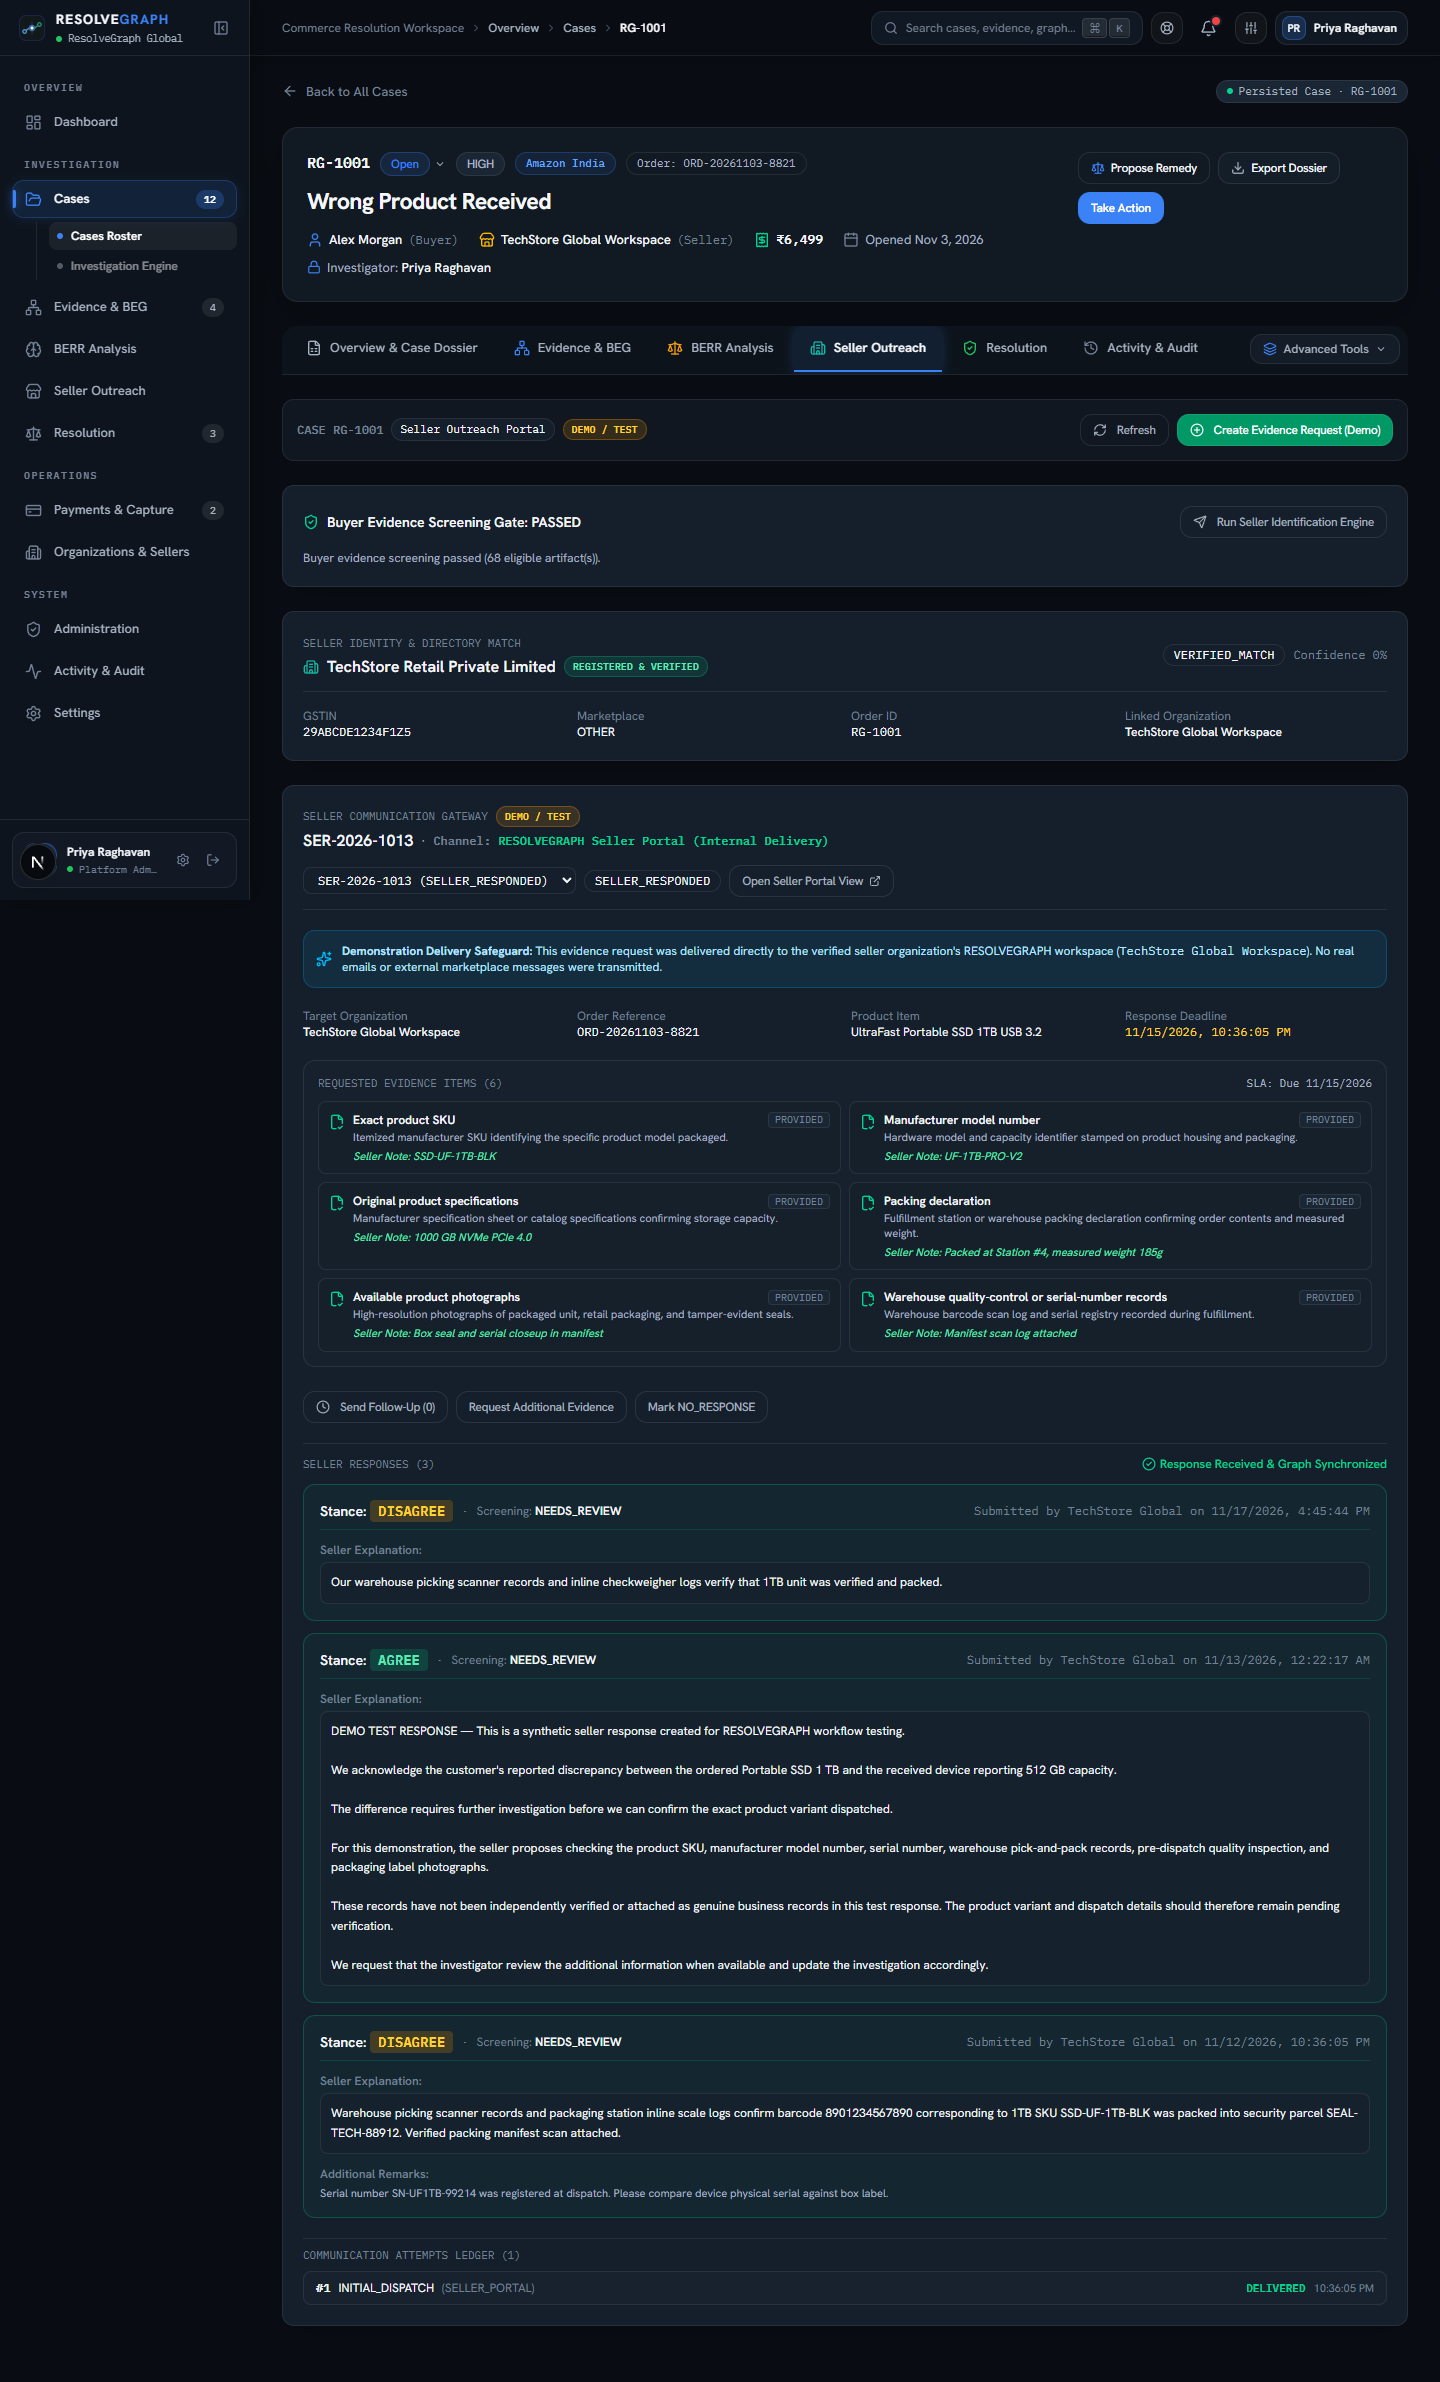 RESOLVEGRAPH
ResolveGraph Global
Commerce Resolution Workspace > Overview > Cases > RG-1001
Search cases, evidence, graph... ⌘ K
PR Priya Raghavan
OVERVIEW
Dashboard
INVESTIGATION
Cases 12
Cases Roster
Investigation Engine
Evidence & BEG 4
BERR Analysis
Seller Outreach
Resolution 3
OPERATIONS
Payments & Capture 2
Organizations & Sellers
SYSTEM
Administration
Activity & Audit
Settings
N
Priya Raghavan
Platform Adm…
Back to All Cases
Persisted Case · RG-1001
RG-1001 Open HIGH Amazon India Order: ORD-20261103-8821
Wrong Product Received
Alex Morgan (Buyer) TechStore Global Workspace (Seller) ₹6,499 Opened Nov 3, 2026
Investigator: Priya Raghavan
Propose Remedy Export Dossier
Take Action
Overview & Case Dossier Evidence & BEG BERR Analysis Seller Outreach Resolution Activity & Audit Advanced Tools
CASE RG-1001 Seller Outreach Portal DEMO / TEST Refresh Create Evidence Request (Demo)
Buyer Evidence Screening Gate: PASSED
Run Seller Identification Engine
Buyer evidence screening passed (68 eligible artifact(s)).
SELLER IDENTITY & DIRECTORY MATCH
TechStore Retail Private Limited REGISTERED & VERIFIED
VERIFIED_MATCH Confidence 0%
GSTIN Marketplace Order ID Linked Organization
29ABCDE1234F1Z5 OTHER RG-1001 TechStore Global Workspace
SELLER COMMUNICATION GATEWAY DEMO / TEST
SER-2026-1013 · Channel: RESOLVEGRAPH Seller Portal (Internal Delivery)
SER-2026-1013 (SELLER_RESPONDED) SELLER_RESPONDED Open Seller Portal View
Demonstration Delivery Safeguard: This evidence request was delivered directly to the verified seller organization's RESOLVEGRAPH workspace (TechStore Global Workspace). No real
emails or external marketplace messages were transmitted.
Target Organization Order Reference Product Item Response Deadline
TechStore Global Workspace ORD-20261103-8821 UltraFast Portable SSD 1TB USB 3.2 11/15/2026, 10:36:05 PM
REQUESTED EVIDENCE ITEMS (6) SLA: Due 11/15/2026
Exact product SKU PROVIDED
Itemized manufacturer SKU identifying the specific product model packaged.
Seller Note: SSD-UF-1TB-BLK
Manufacturer model number PROVIDED
Hardware model and capacity identifier stamped on product housing and packaging.
Seller Note: UF-1TB-PRO-V2
Original product specifications PROVIDED
Manufacturer specification sheet or catalog specifications confirming storage capacity.
Seller Note: 1000 GB NVMe PCIe 4.0
Packing declaration PROVIDED
Fulfillment station or warehouse packing declaration confirming order contents and measured
weight.
Seller Note: Packed at Station #4, measured weight 185g
Available product photographs PROVIDED
High-resolution photographs of packaged unit, retail packaging, and tamper-evident seals.
Seller Note: Box seal and serial closeup in manifest
Warehouse quality-control or serial-number records PROVIDED
Warehouse barcode scan log and serial registry recorded during fulfillment.
Seller Note: Manifest scan log attached
Send Follow-Up (0) Request Additional Evidence Mark NO_RESPONSE
SELLER RESPONSES (3) Response Received & Graph Synchronized
Stance: DISAGREE · Screening: NEEDS_REVIEW Submitted by TechStore Global on 11/17/2026, 4:45:44 PM
Seller Explanation:
Our warehouse picking scanner records and inline checkweigher logs verify that 1TB unit was verified and packed.
Stance: AGREE · Screening: NEEDS_REVIEW Submitted by TechStore Global on 11/13/2026, 12:22:17 AM
Seller Explanation:
DEMO TEST RESPONSE — This is a synthetic seller response created for RESOLVEGRAPH workflow testing.
We acknowledge the customer's reported discrepancy between the ordered Portable SSD 1 TB and the received device reporting 512 GB capacity.
The difference requires further investigation before we can confirm the exact product variant dispatched.
For this demonstration, the seller proposes checking the product SKU, manufacturer model number, serial number, warehouse pick-and-pack records, pre-dispatch quality inspection, and
packaging label photographs.
These records have not been independently verified or attached as genuine business records in this test response. The product variant and dispatch details should therefore remain pending
verification.
We request that the investigator review the additional information when available and update the investigation accordingly.
Stance: DISAGREE · Screening: NEEDS_REVIEW Submitted by TechStore Global on 11/12/2026, 10:36:05 PM
Seller Explanation:
Warehouse picking scanner records and packaging station inline scale logs confirm barcode 8901234567890 corresponding to 1TB SKU SSD-UF-1TB-BLK was packed into security parcel SEAL-
TECH-88912. Verified packing manifest scan attached.
Additional Remarks:
Serial number SN-UF1TB-99214 was registered at dispatch. Please compare device physical serial against box label.
COMMUNICATION ATTEMPTS LEDGER (1)
#1 INITIAL_DISPATCH (SELLER_PORTAL) DELIVERED 10:36:05 PM